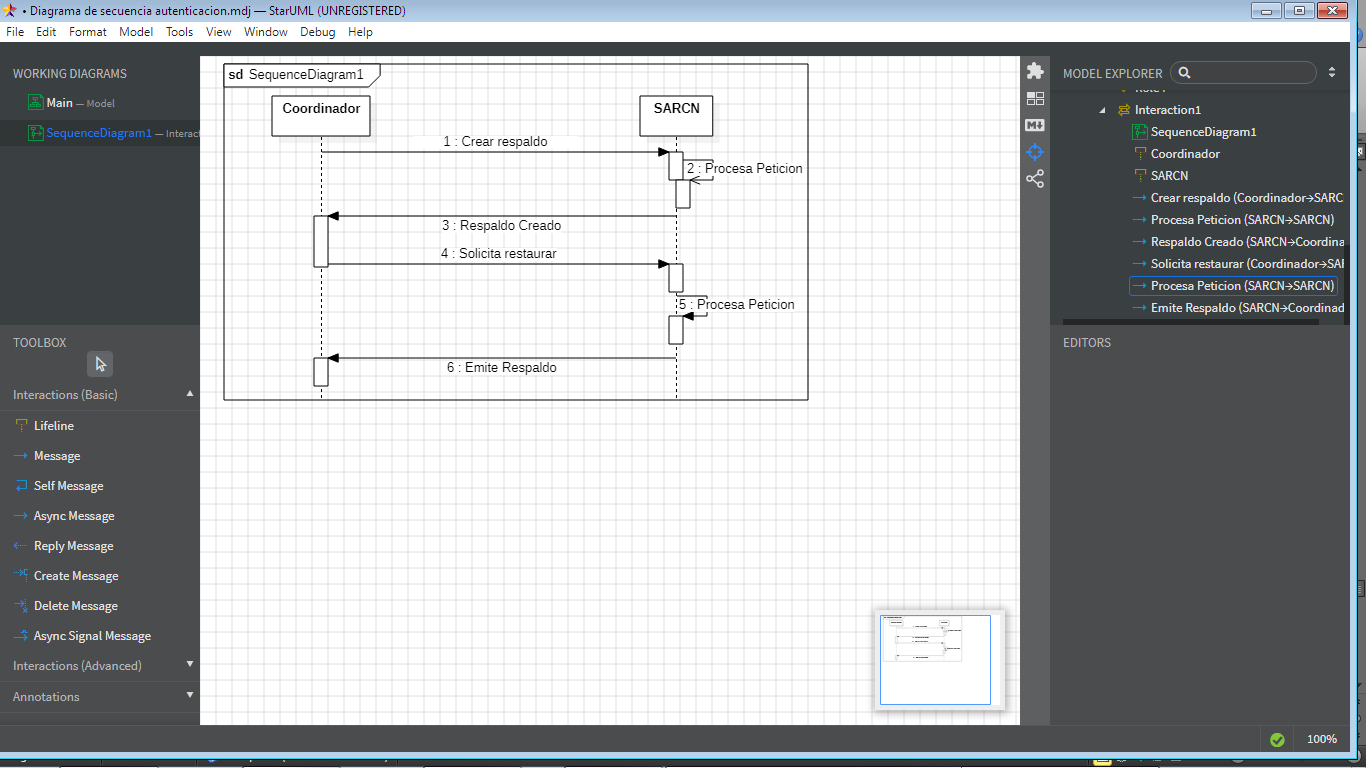 • Diagrama de secuencia autenticacion.mdj — StarUML (UNREGISTERED)
File Edit Format Model Tools View Window Debug Help
WORKING DIAGRAMS
Main — Model
SequenceDiagram1 — Interact
TOOLBOX
Interactions (Basic)
Lifeline
Message
Self Message
Async Message
Reply Message
Create Message
Delete Message
Async Signal Message
Interactions (Advanced)
Annotations
sd SequenceDiagram1
Coordinador
SARCN
1 : Crear respaldo
2 : Procesa Peticion
3 : Respaldo Creado
4 : Solicita restaurar
5 : Procesa Peticion
6 : Emite Respaldo
MODEL EXPLORER
Interaction1
SequenceDiagram1
Coordinador
SARCN
Crear respaldo (Coordinador→SARC
Procesa Peticion (SARCN→SARCN)
Respaldo Creado (SARCN→Coordina
Solicita restaurar (Coordinador→SAR
Procesa Peticion (SARCN→SARCN)
Emite Respaldo (SARCN→Coordinad
EDITORS
100%